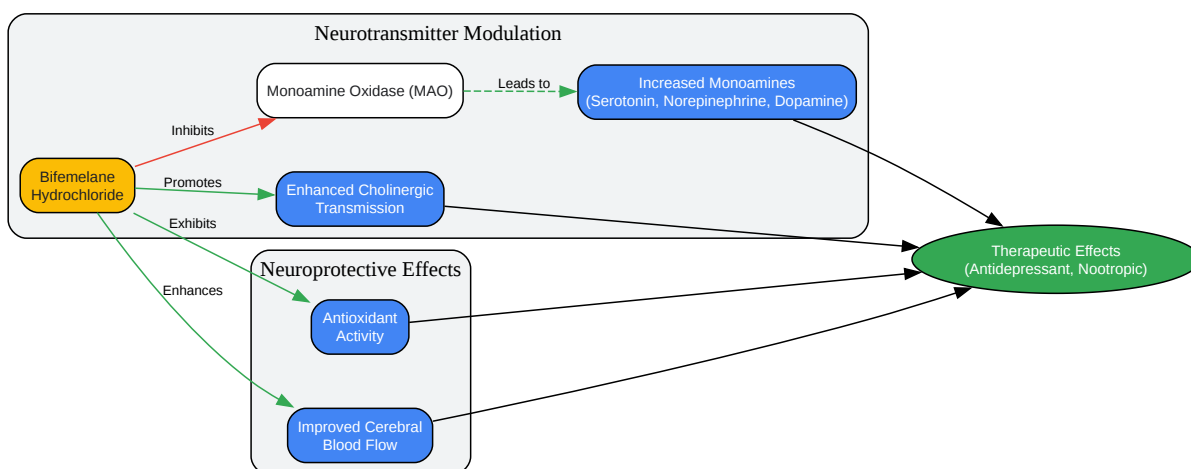 Neurotransmitter Modulation
Monoamine Oxidase (MAO)
Leads to
Increased Monoamines
(Serotonin, Norepinephrine, Dopamine)
Inhibits
Bifemelane
Hydrochloride
Promotes
Enhanced Cholinergic
Transmission
Exhibits
Therapeutic Effects
(Antidepressant, Nootropic)
Neuroprotective Effects
Enhances
Antioxidant
Activity
Improved Cerebral
Blood Flow